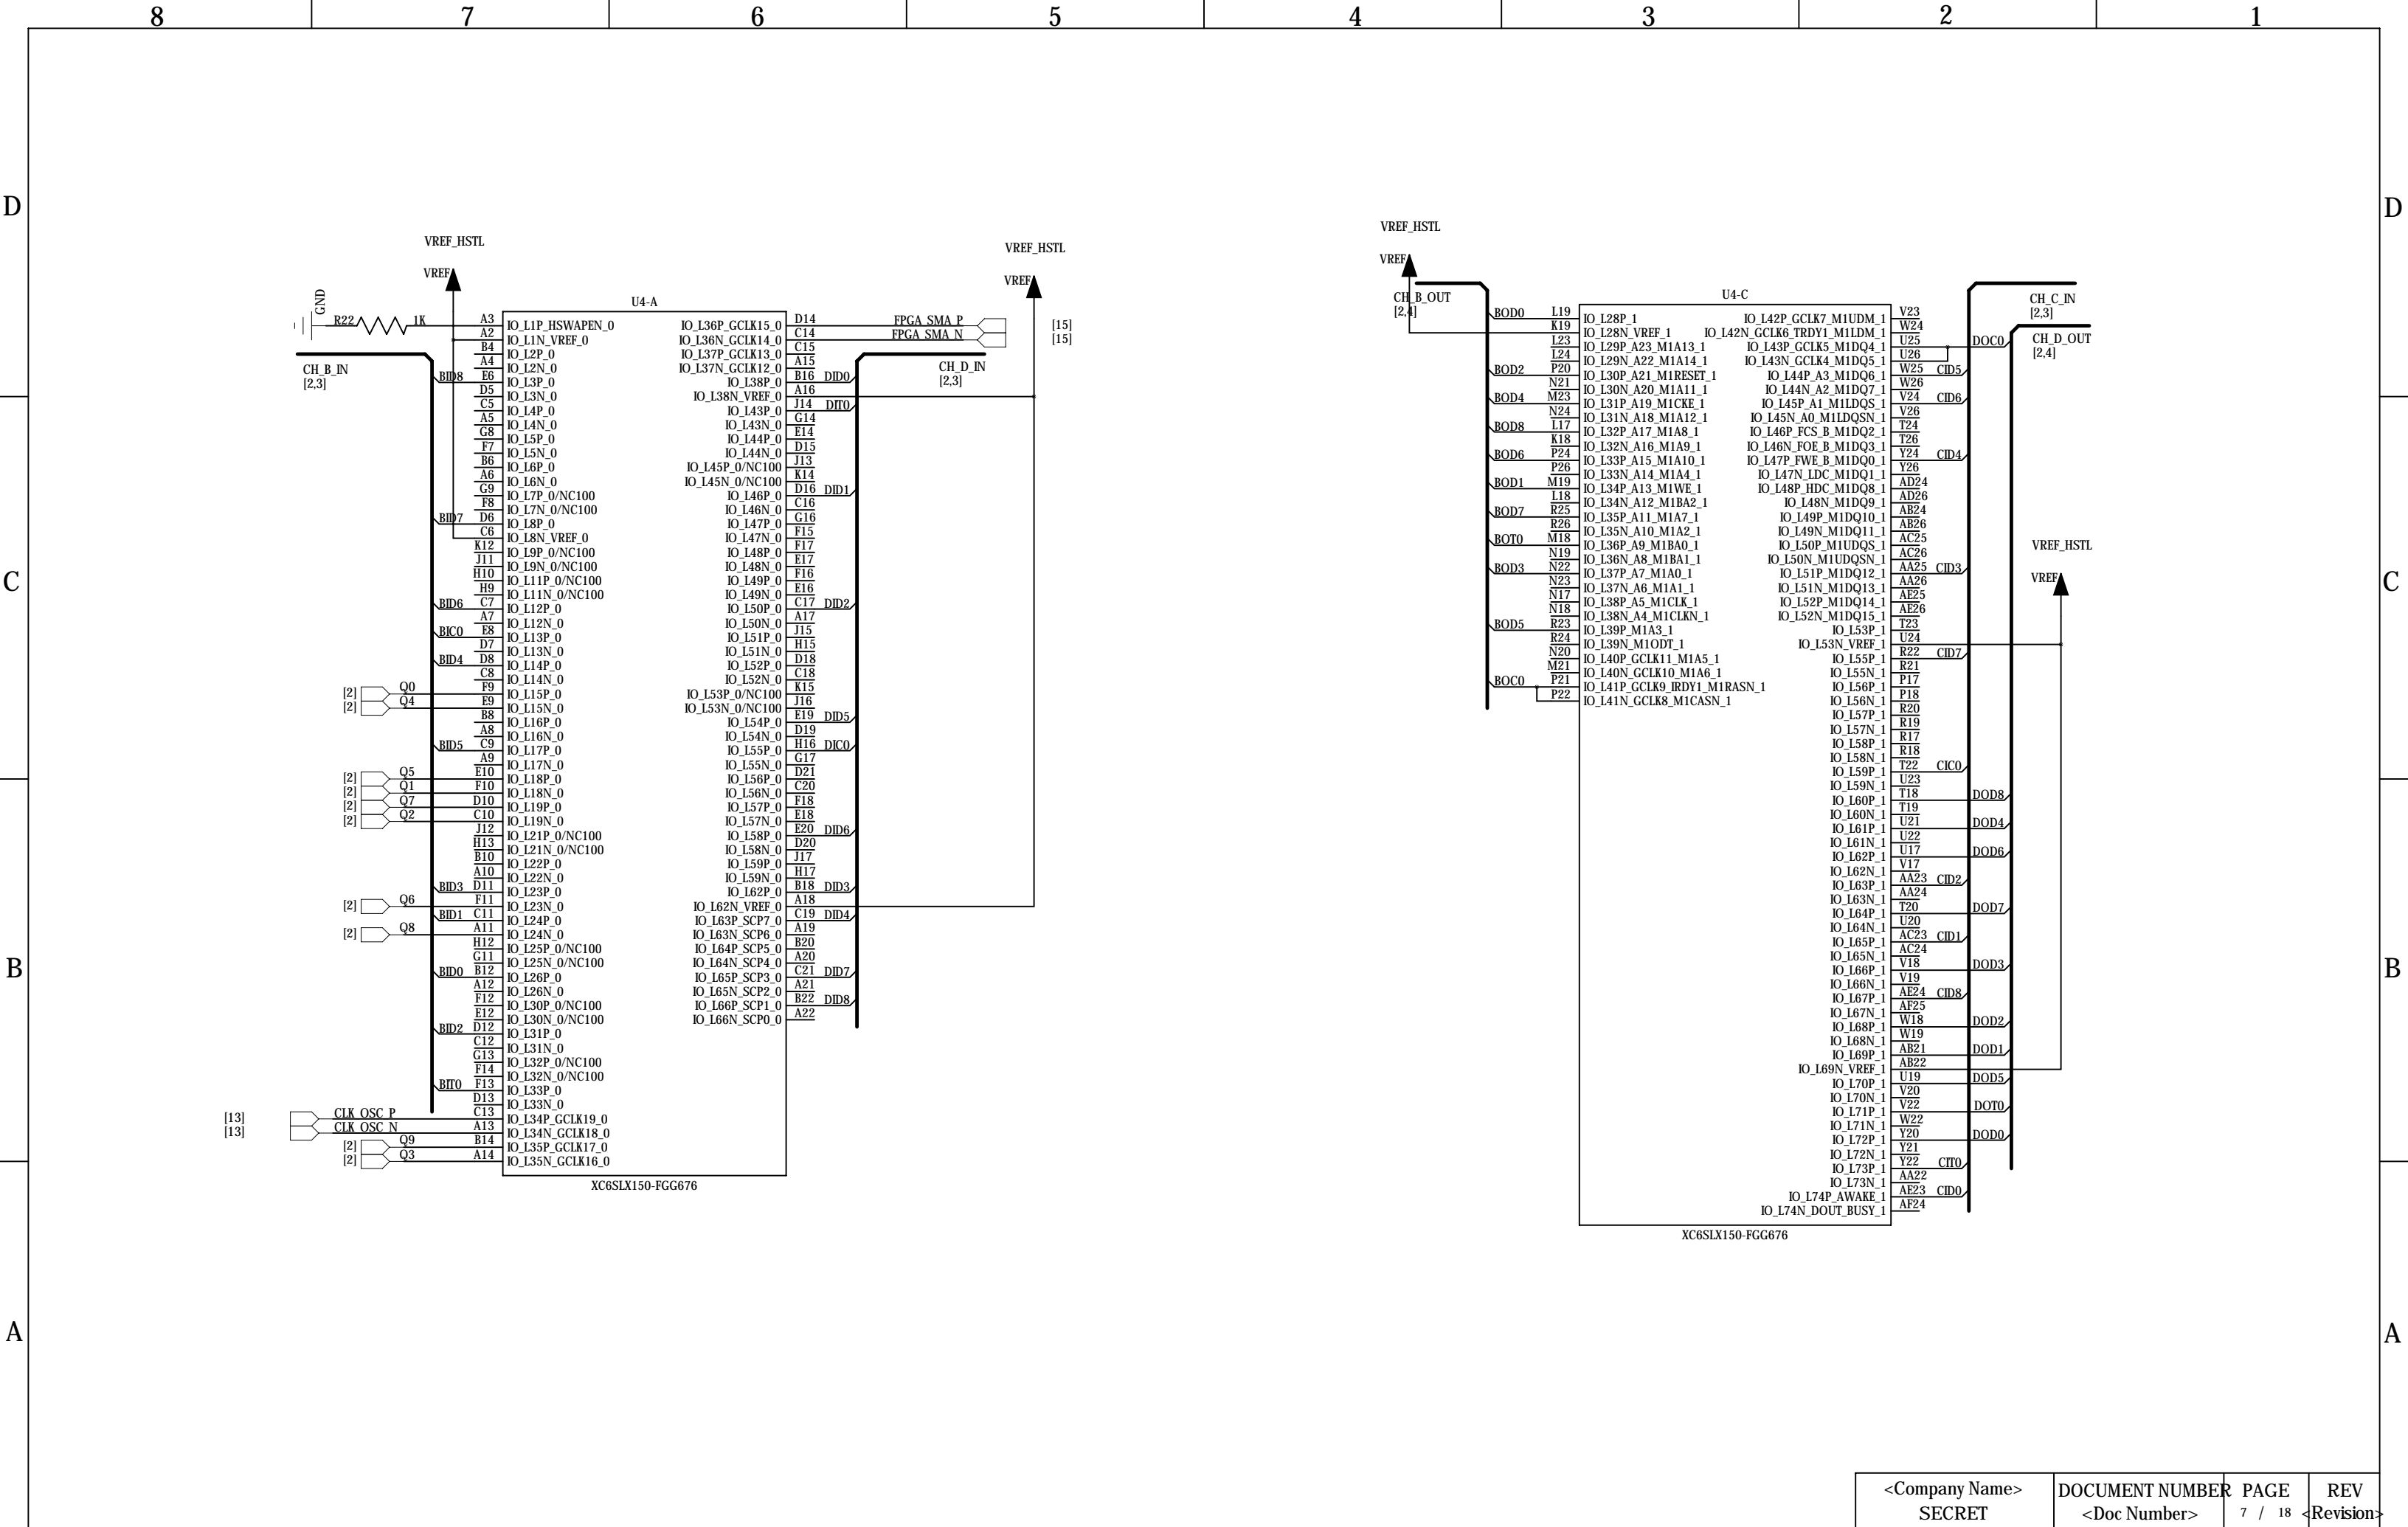 8 7 6 5 4 3 2 1
D
C
B
A
VREF_HSTL
VREF
GND
R22 1K
CH_B_IN
[2,3]
U4-A
A3 IO_L1P_HSWAPEN_0
A2 IO_L1N_VREF_0
B4 IO_L2P_0
A4 IO_L2N_0
BID8 E6 IO_L3P_0
D5 IO_L3N_0
C5 IO_L4P_0
A5 IO_L4N_0
G8 IO_L5P_0
F7 IO_L5N_0
B6 IO_L6P_0
A6 IO_L6N_0
G9 IO_L7P_0/NC100
F8 IO_L7N_0/NC100
BID7 D6 IO_L8P_0
C6 IO_L8N_VREF_0
K12 IO_L9P_0/NC100
J11 IO_L9N_0/NC100
H10 IO_L11P_0/NC100
H9 IO_L11N_0/NC100
BID6 C7 IO_L12P_0
A7 IO_L12N_0
BIC0 E8 IO_L13P_0
D7 IO_L13N_0
BID4 D8 IO_L14P_0
C8 IO_L14N_0
[2] Q0 F9 IO_L15P_0
[2] Q4 E9 IO_L15N_0
B8 IO_L16P_0
A8 IO_L16N_0
BID5 C9 IO_L17P_0
A9 IO_L17N_0
[2] Q5 E10 IO_L18P_0
[2] Q1 F10 IO_L18N_0
[2] Q7 D10 IO_L19P_0
[2] Q2 C10 IO_L19N_0
J12 IO_L21P_0/NC100
H13 IO_L21N_0/NC100
B10 IO_L22P_0
A10 IO_L22N_0
BID3 D11 IO_L23P_0
[2] Q6 F11 IO_L23N_0
BID1 C11 IO_L24P_0
[2] Q8 A11 IO_L24N_0
H12 IO_L25P_0/NC100
G11 IO_L25N_0/NC100
BID0 B12 IO_L26P_0
A12 IO_L26N_0
F12 IO_L30P_0/NC100
E12 IO_L30N_0/NC100
BID2 D12 IO_L31P_0
C12 IO_L31N_0
G13 IO_L32P_0/NC100
F14 IO_L32N_0/NC100
BIT0 F13 IO_L33P_0
D13 IO_L33N_0
[13] CLK_OSC_P C13 IO_L34P_GCLK19_0
[13] CLK_OSC_N A13 IO_L34N_GCLK18_0
[2] Q9 B14 IO_L35P_GCLK17_0
[2] Q3 A14 IO_L35N_GCLK16_0
XC6SLX150-FGG676
VREF_HSTL
VREF
IO_L36P_GCLK15_0 D14 FPGA_SMA_P [15]
IO_L36N_GCLK14_0 C14 FPGA_SMA_N [15]
IO_L37P_GCLK13_0 C15
IO_L37N_GCLK12_0 A15
IO_L38P_0 B16 DID0
CH_D_IN
[2,3]
IO_L38N_VREF_0 A16
IO_L43P_0 J14 DIT0
IO_L43N_0 G14
IO_L44P_0 E14
IO_L44N_0 D15
IO_L45P_0/NC100 J13
IO_L45N_0/NC100 K14
IO_L46P_0 D16 DID1
IO_L46N_0 C16
IO_L47P_0 G16
IO_L47N_0 F15
IO_L48P_0 F17
IO_L48N_0 E17
IO_L49P_0 F16
IO_L49N_0 E16
IO_L50P_0 C17 DID2
IO_L50N_0 A17
IO_L51P_0 J15
IO_L51N_0 H15
IO_L52P_0 D18
IO_L52N_0 C18
IO_L53P_0/NC100 K15
IO_L53N_0/NC100 J16
IO_L54P_0 E19 DID5
IO_L54N_0 D19
IO_L55P_0 H16 DIC0
IO_L55N_0 G17
IO_L56P_0 D21
IO_L56N_0 C20
IO_L57P_0 F18
IO_L57N_0 E18
IO_L58P_0 E20 DID6
IO_L58N_0 D20
IO_L59P_0 J17
IO_L59N_0 H17
IO_L62P_0 B18 DID3
IO_L62N_VREF_0 A18
IO_L63P_SCP7_0 C19 DID4
IO_L63N_SCP6_0 A19
IO_L64P_SCP5_0 B20
IO_L64N_SCP4_0 A20
IO_L65P_SCP3_0 C21 DID7
IO_L65N_SCP2_0 A21
IO_L66P_SCP1_0 B22 DID8
IO_L66N_SCP0_0 A22
VREF_HSTL
VREF
CH_B_OUT
[2,4]
U4-C
BOD0 L19 IO_L28P_1
K19 IO_L28N_VREF_1
L23 IO_L29P_A23_M1A13_1
L24 IO_L29N_A22_M1A14_1
BOD2 P20 IO_L30P_A21_M1RESET_1
N21 IO_L30N_A20_M1A11_1
BOD4 M23 IO_L31P_A19_M1CKE_1
N24 IO_L31N_A18_M1A12_1
BOD8 L17 IO_L32P_A17_M1A8_1
K18 IO_L32N_A16_M1A9_1
BOD6 P24 IO_L33P_A15_M1A10_1
P26 IO_L33N_A14_M1A4_1
BOD1 M19 IO_L34P_A13_M1WE_1
L18 IO_L34N_A12_M1BA2_1
BOD7 R25 IO_L35P_A11_M1A7_1
R26 IO_L35N_A10_M1A2_1
BOT0 M18 IO_L36P_A9_M1BA0_1
N19 IO_L36N_A8_M1BA1_1
BOD3 N22 IO_L37P_A7_M1A0_1
N23 IO_L37N_A6_M1A1_1
N17 IO_L38P_A5_M1CLK_1
N18 IO_L38N_A4_M1CLKN_1
BOD5 R23 IO_L39P_M1A3_1
R24 IO_L39N_M1ODT_1
N20 IO_L40P_GCLK11_M1A5_1
M21 IO_L40N_GCLK10_M1A6_1
BOC0 P21 IO_L41P_GCLK9_IRDY1_M1RASN_1
P22 IO_L41N_GCLK8_M1CASN_1
CH_C_IN
[2,3]
CH_D_OUT
[2,4]
IO_L42P_GCLK7_M1UDM_1 V23
IO_L42N_GCLK6_TRDY1_M1LDM_1 W24
IO_L43P_GCLK5_M1DQ4_1 U25 DOC0
IO_L43N_GCLK4_M1DQ5_1 U26
IO_L44P_A3_M1DQ6_1 W25 CID5
IO_L44N_A2_M1DQ7_1 W26
IO_L45P_A1_M1LDQS_1 V24 CID6
IO_L45N_A0_M1LDQSN_1 V26
IO_L46P_FCS_B_M1DQ2_1 T24
IO_L46N_FOE_B_M1DQ3_1 T26
IO_L47P_FWE_B_M1DQ0_1 Y24 CID4
IO_L47N_LDC_M1DQ1_1 Y26
IO_L48P_HDC_M1DQ8_1 AD24
IO_L48N_M1DQ9_1 AD26
IO_L49P_M1DQ10_1 AB24
IO_L49N_M1DQ11_1 AB26
IO_L50P_M1UDQS_1 AC25
IO_L50N_M1UDQSN_1 AC26
IO_L51P_M1DQ12_1 AA25 CID3
IO_L51N_M1DQ13_1 AA26
IO_L52P_M1DQ14_1 AE25
IO_L52N_M1DQ15_1 AE26
VREF_HSTL
VREF
IO_L53P_1 T23
IO_L53N_VREF_1 U24
IO_L55P_1 R22 CID7
IO_L55N_1 R21
IO_L56P_1 P17
IO_L56N_1 P18
IO_L57P_1 R20
IO_L57N_1 R19
IO_L58P_1 R17
IO_L58N_1 R18
IO_L59P_1 T22 CIC0
IO_L59N_1 U23
IO_L60P_1 T18 DOD8
IO_L60N_1 T19
IO_L61P_1 U21 DOD4
IO_L61N_1 U22
IO_L62P_1 U17 DOD6
IO_L62N_1 V17
IO_L63P_1 AA23 CID2
IO_L63N_1 AA24
IO_L64P_1 T20 DOD7
IO_L64N_1 U20
IO_L65P_1 AC23 CID1
IO_L65N_1 AC24
IO_L66P_1 V18 DOD3
IO_L66N_1 V19
IO_L67P_1 AE24 CID8
IO_L67N_1 AF25
IO_L68P_1 W18 DOD2
IO_L68N_1 W19
IO_L69P_1 AB21 DOD1
IO_L69N_VREF_1 AB22
IO_L70P_1 U19 DOD5
IO_L70N_1 V20
IO_L71P_1 V22 DOT0
IO_L71N_1 W22
IO_L72P_1 Y20 DOD0
IO_L72N_1 Y21
IO_L73P_1 Y22 CIT0
IO_L73N_1 AA22
IO_L74P_AWAKE_1 AE23 CID0
IO_L74N_DOUT_BUSY_1 AF24
XC6SLX150-FGG676
D
C
B
A
<Company Name> DOCUMENT NUMBER PAGE REV
SECRET <Doc Number> 7 / 18 <Revision>